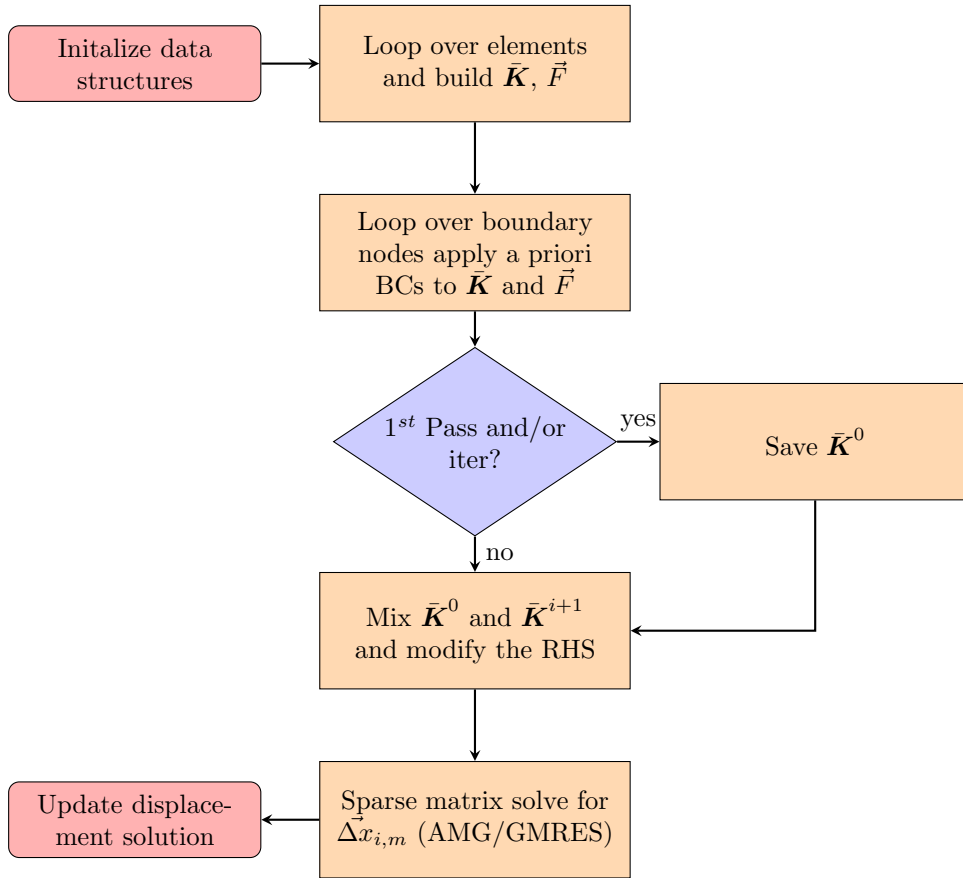 Initalize data
structures
Loop over elements
and build K̄, F⃗
Loop over boundary
nodes apply a priori
BCs to K̄ and F⃗
1ˢᵗ Pass and/or
iter?
yes
Save K̄⁰
no
Mix K̄⁰ and K̄ⁱ⁺¹
and modify the RHS
Sparse matrix solve for
Δ⃗x_{i,m} (AMG/GMRES)
Update displace-
ment solution